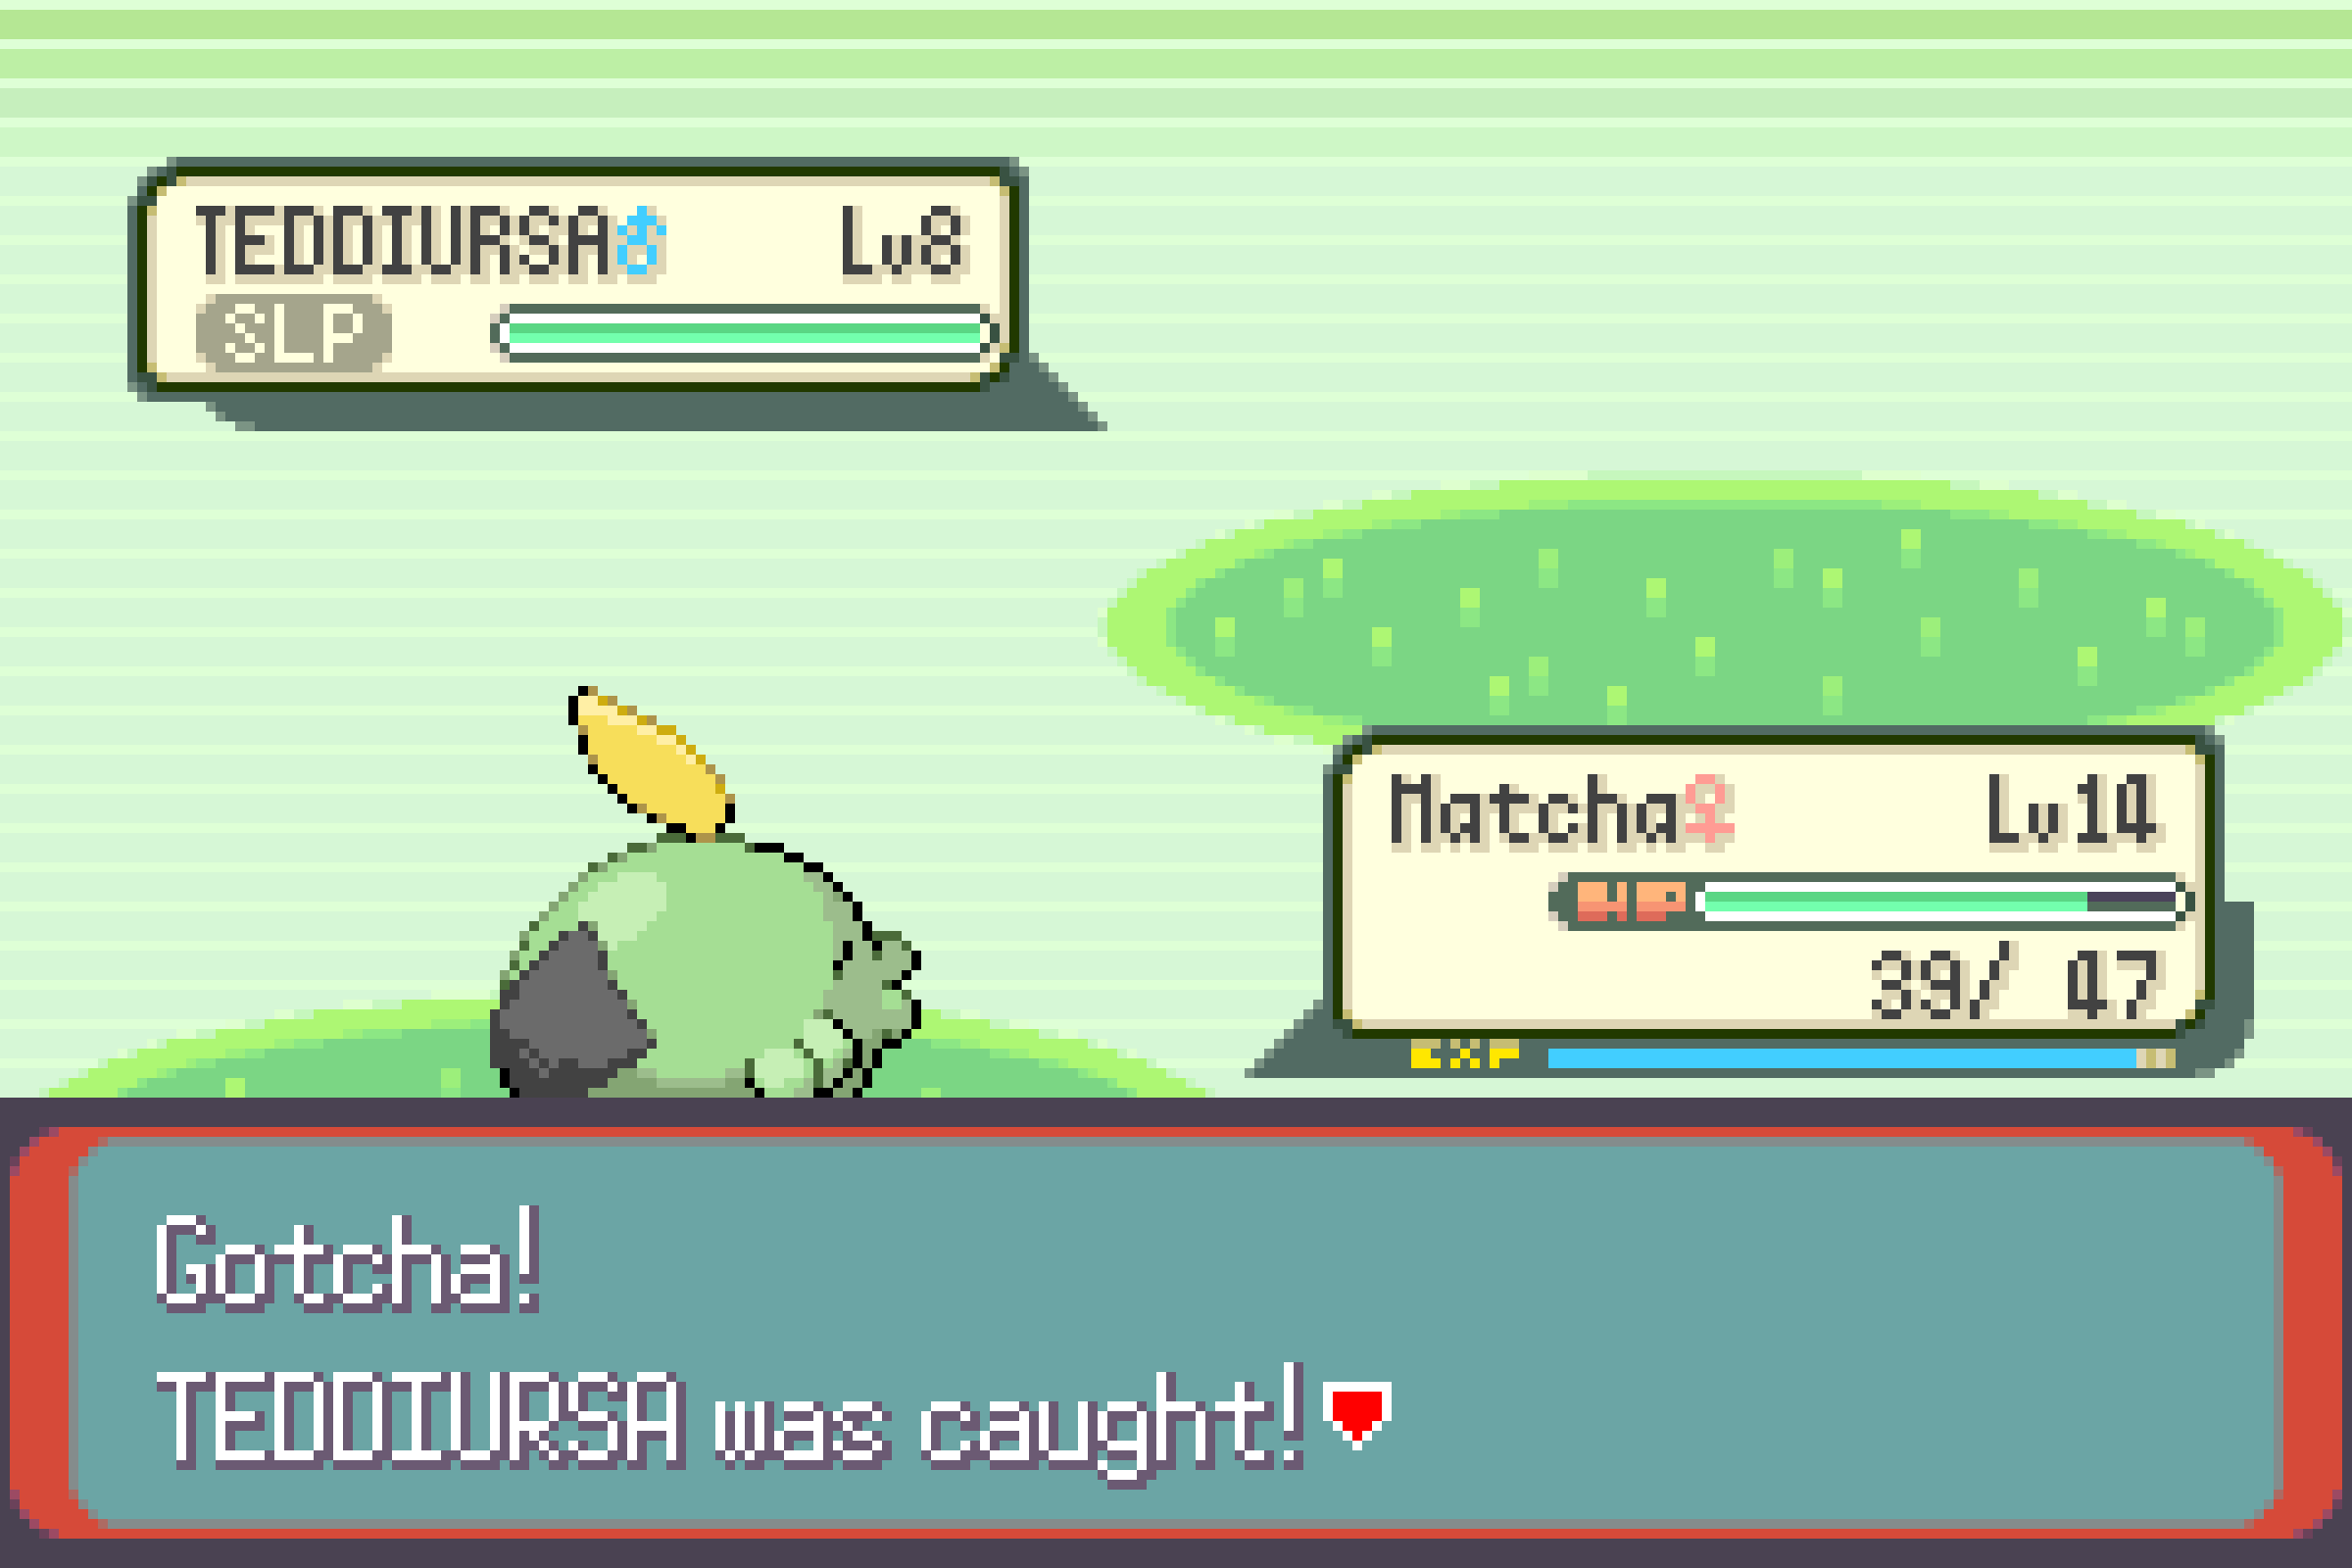 TEDDIURSA♂ Lv8
SLP
Matcha♀ Lv14
HP
39/ 47
EXP
Gotcha!
TEDDIURSA was caught!